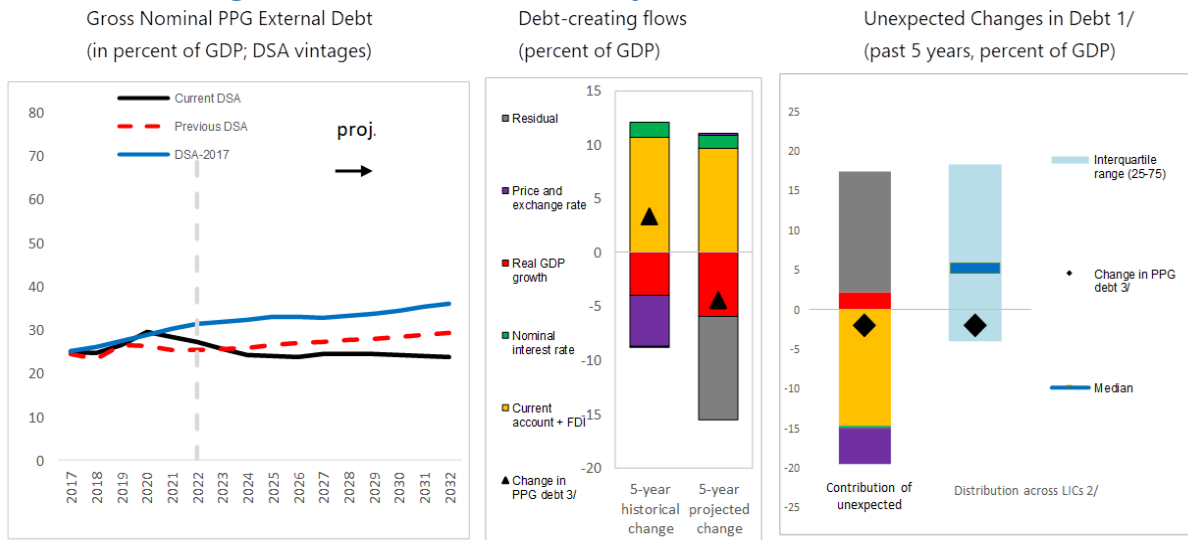 Gross Nominal PPG External Debt
(in percent of GDP; DSA vintages)
Current DSA
Previous DSA
DSA-2017
proj.
80
70
60
50
40
30
20
10
0
2017
2018
2019
2020
2021
2022
2023
2024
2025
2026
2027
2028
2029
2030
2031
2032
Debt-creating flows
(percent of GDP)
Residual
Price and
exchange rate
Real GDP
growth
Nominal
interest rate
Current
account + FDI
Change in
PPG debt 3/
15
10
5
0
-5
-10
-15
-20
5-year
historical
change
5-year
projected
change
Unexpected Changes in Debt 1/
(past 5 years, percent of GDP)
25
20
15
10
5
0
-5
-10
-15
-20
-25
Contribution of
unexpected
Distribution across LICs 2/
Interquartile
range (25-75)
Change in PPG
debt 3/
Median